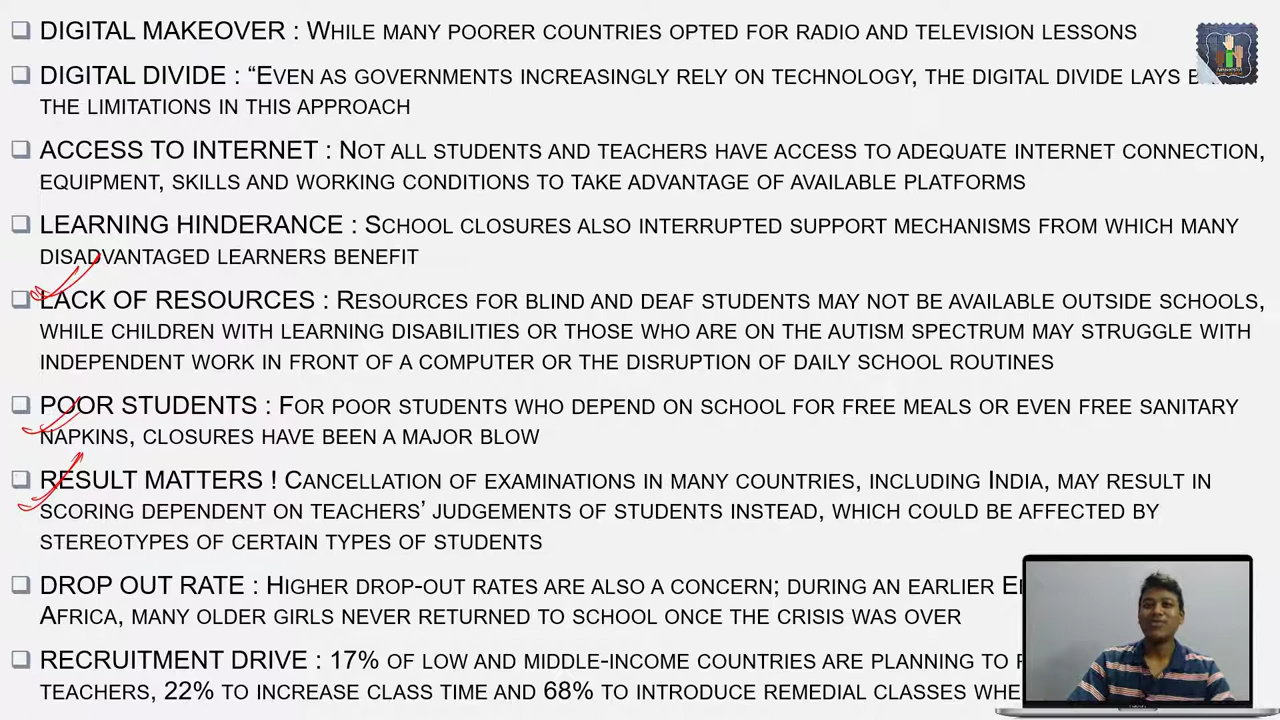 DIGITAL MAKEOVER : WHILE MANY POORER COUNTRIES OPTED FOR RADIO AND TELEVISION LESSONS
DIGITAL DIVIDE : “EVEN AS GOVERNMENTS INCREASINGLY RELY ON TECHNOLOGY, THE DIGITAL DIVIDE LAYS
THE LIMITATIONS IN THIS APPROACH
ACCESS TO INTERNET : NOT ALL STUDENTS AND TEACHERS HAVE ACCESS TO ADEQUATE INTERNET CONNECTION,
EQUIPMENT, SKILLS AND WORKING CONDITIONS TO TAKE ADVANTAGE OF AVAILABLE PLATFORMS
LEARNING HINDERANCE : SCHOOL CLOSURES ALSO INTERRUPTED SUPPORT MECHANISMS FROM WHICH MANY
DISADVANTAGED LEARNERS BENEFIT
LACK OF RESOURCES : RESOURCES FOR BLIND AND DEAF STUDENTS MAY NOT BE AVAILABLE OUTSIDE SCHOOLS,
WHILE CHILDREN WITH LEARNING DISABILITIES OR THOSE WHO ARE ON THE AUTISM SPECTRUM MAY STRUGGLE WITH
INDEPENDENT WORK IN FRONT OF A COMPUTER OR THE DISRUPTION OF DAILY SCHOOL ROUTINES
POOR STUDENTS : FOR POOR STUDENTS WHO DEPEND ON SCHOOL FOR FREE MEALS OR EVEN FREE SANITARY
NAPKINS, CLOSURES HAVE BEEN A MAJOR BLOW
RESULT MATTERS ! CANCELLATION OF EXAMINATIONS IN MANY COUNTRIES, INCLUDING INDIA, MAY RESULT IN
SCORING DEPENDENT ON TEACHERS’ JUDGEMENTS OF STUDENTS INSTEAD, WHICH COULD BE AFFECTED BY
STEREOTYPES OF CERTAIN TYPES OF STUDENTS
DROP OUT RATE : HIGHER DROP-OUT RATES ARE ALSO A CONCERN; DURING AN EARLIER
AFRICA, MANY OLDER GIRLS NEVER RETURNED TO SCHOOL ONCE THE CRISIS WAS OVER
RECRUITMENT DRIVE : 17% OF LOW AND MIDDLE-INCOME COUNTRIES ARE PLANNING TO
TEACHERS, 22% TO INCREASE CLASS TIME AND 68% TO INTRODUCE REMEDIAL CLASSES